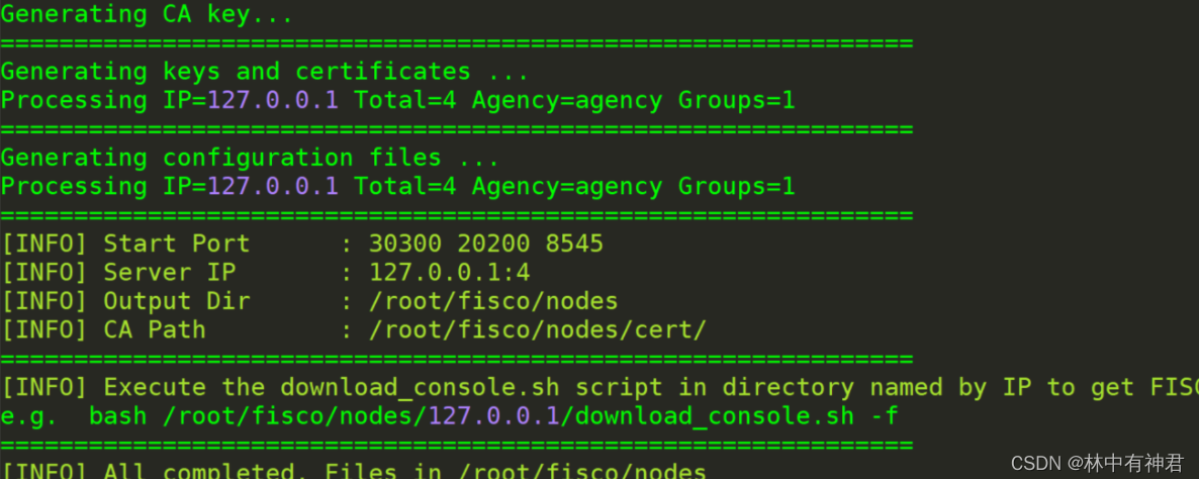 Generating CA key...
==============================================================
Generating keys and certificates ...
Processing IP=127.0.0.1 Total=4 Agency=agency Groups=1
==============================================================
Generating configuration files ...
Processing IP=127.0.0.1 Total=4 Agency=agency Groups=1
==============================================================
[INFO] Start Port      : 30300 20200 8545
[INFO] Server IP       : 127.0.0.1:4
[INFO] Output Dir      : /root/fisco/nodes
[INFO] CA Path         : /root/fisco/nodes/cert/
==============================================================
[INFO] Execute the download_console.sh script in directory named by IP to get FISC
e.g.  bash /root/fisco/nodes/127.0.0.1/download_console.sh -f
==============================================================
[INFO] All completed. Files in /root/fisco/nodes
CSDN @林中有神君